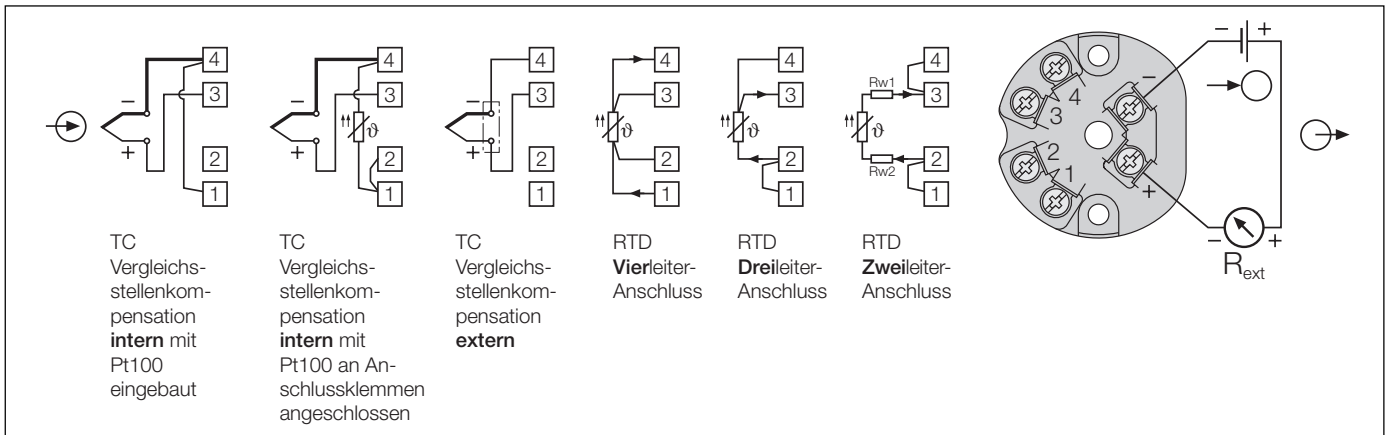 4
3
2
1
−
+
TC
Vergleichs-
stellenkom-
pensation
intern mit
Pt100
eingebaut
4
3
2
1
−
+
ϑ
TC
Vergleichs-
stellenkom-
pensation
intern mit
Pt100 an An-
schlussklemmen
angeschlossen
4
3
2
1
−
+
TC
Vergleichs-
stellenkom-
pensation
extern
4
3
2
1
ϑ
RTD
Vierleiter-
Anschluss
4
3
2
1
ϑ
RTD
Dreileiter-
Anschluss
4
3
2
1
Rw1
ϑ
Rw2
RTD
Zweileiter-
Anschluss
− +
−
4
3
2
1
+
− +
Rext